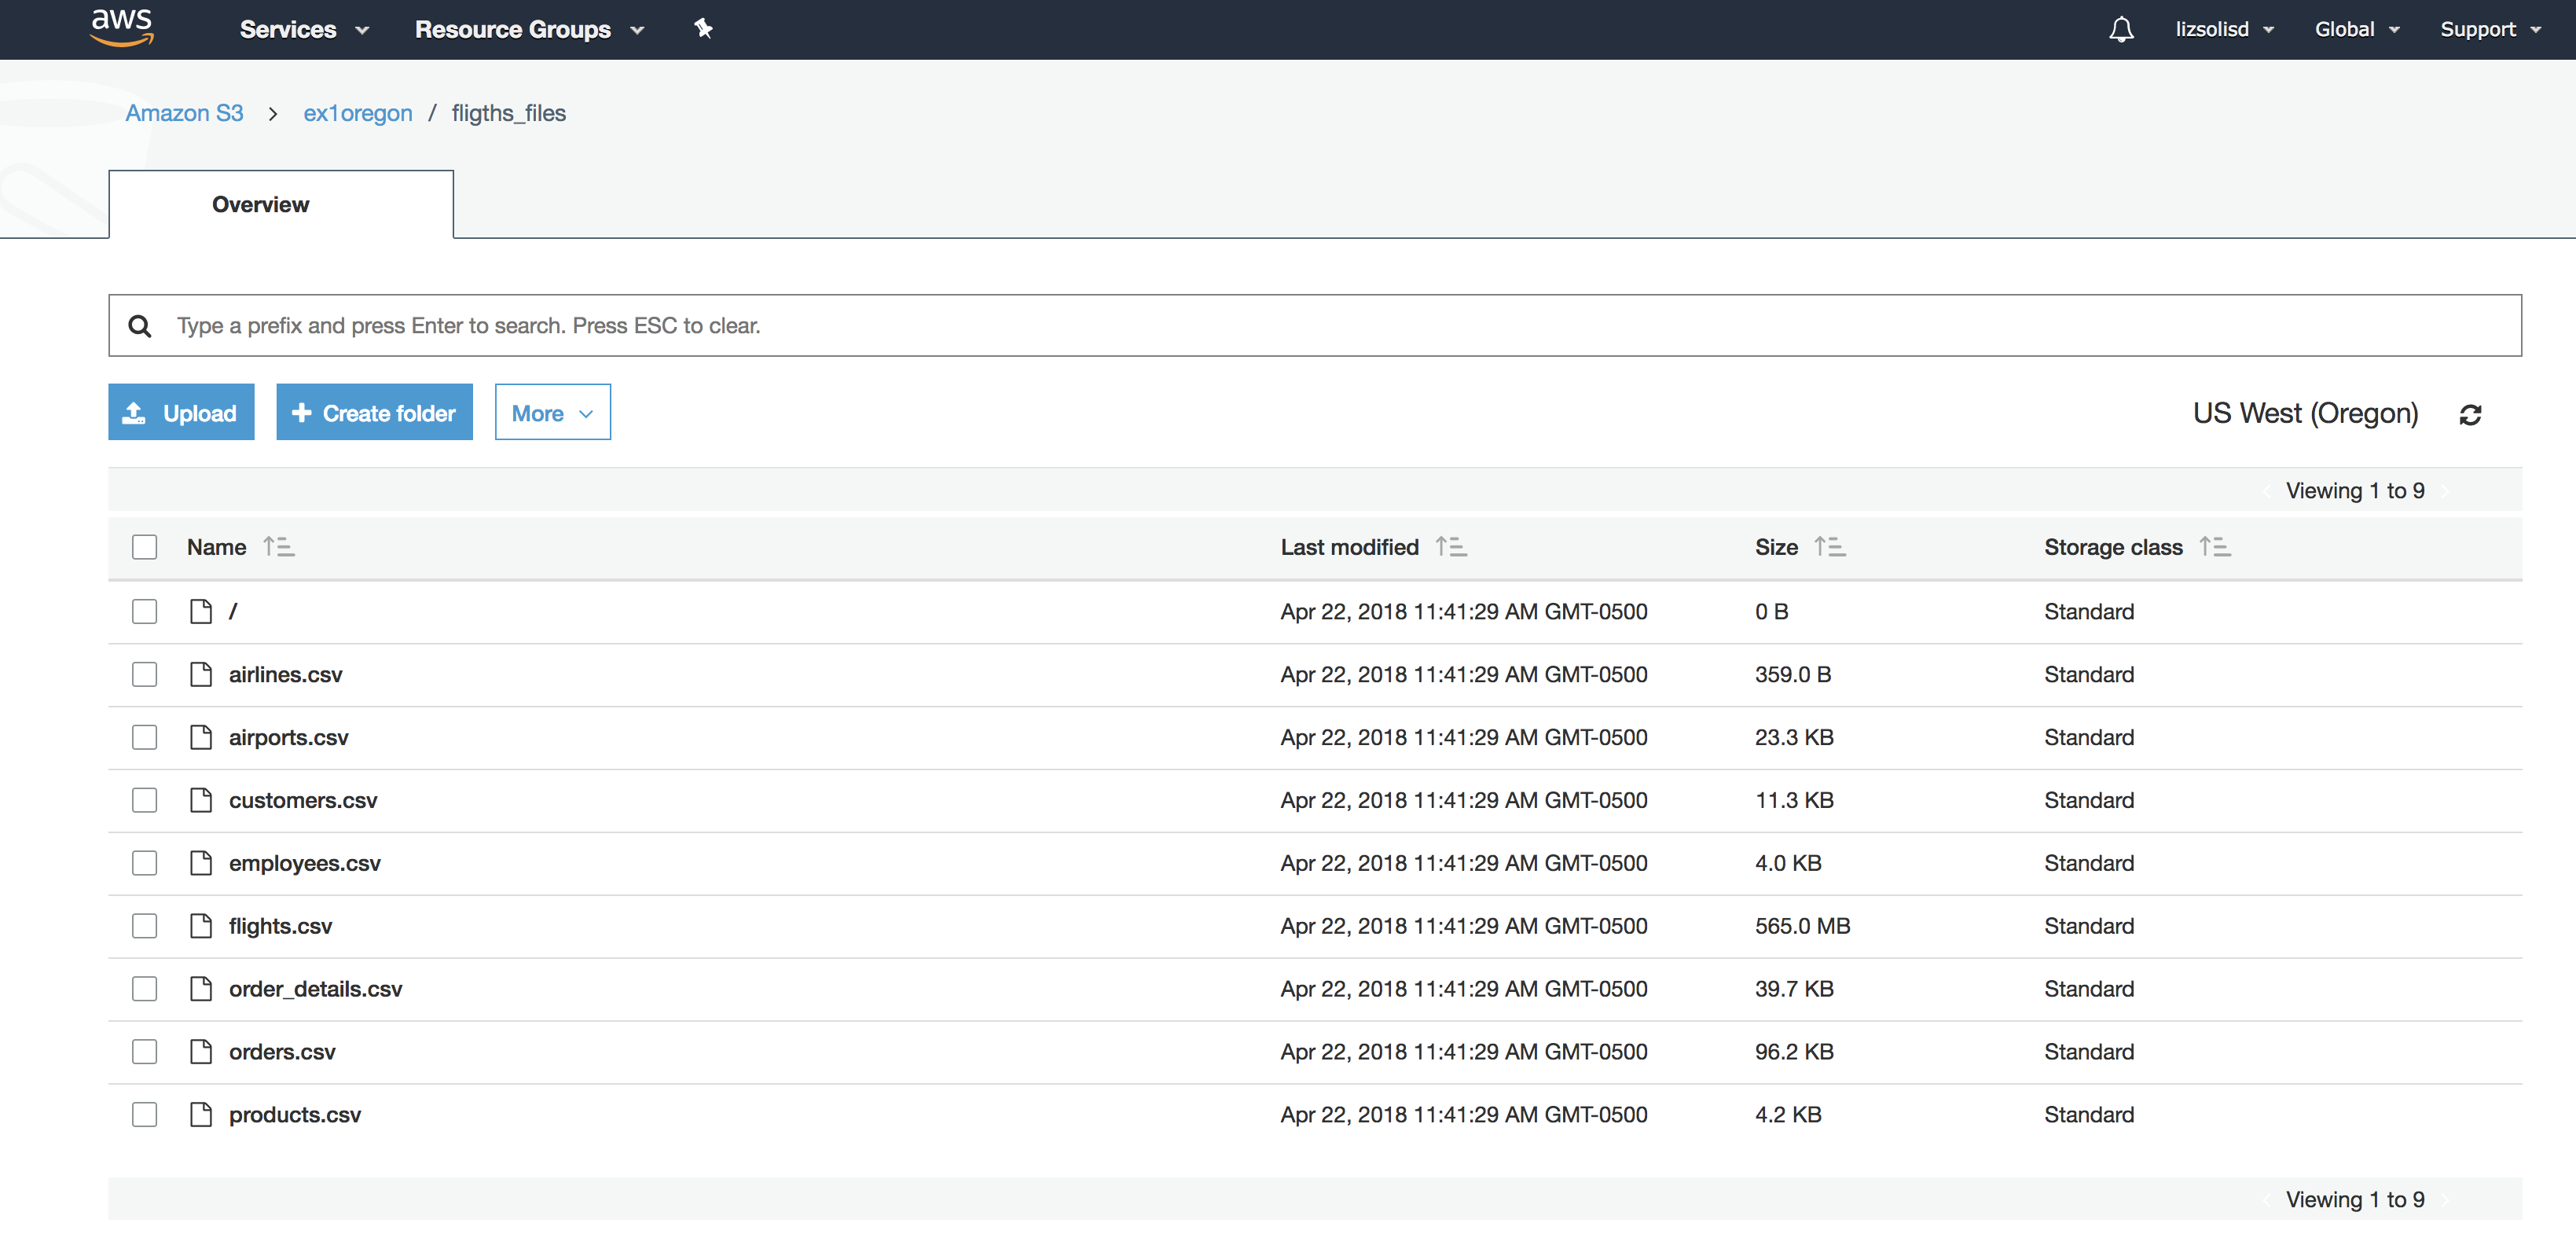 aws Services Resource Groups lizsolisd Global Support
Amazon S3 > ex1oregon / fligths_files
Overview
Type a prefix and press Enter to search. Press ESC to clear.
Upload + Create folder More US West (Oregon)
Viewing 1 to 9
Name Last modified Size Storage class
/ Apr 22, 2018 11:41:29 AM GMT-0500 0 B Standard
airlines.csv Apr 22, 2018 11:41:29 AM GMT-0500 359.0 B Standard
airports.csv Apr 22, 2018 11:41:29 AM GMT-0500 23.3 KB Standard
customers.csv Apr 22, 2018 11:41:29 AM GMT-0500 11.3 KB Standard
employees.csv Apr 22, 2018 11:41:29 AM GMT-0500 4.0 KB Standard
flights.csv Apr 22, 2018 11:41:29 AM GMT-0500 565.0 MB Standard
order_details.csv Apr 22, 2018 11:41:29 AM GMT-0500 39.7 KB Standard
orders.csv Apr 22, 2018 11:41:29 AM GMT-0500 96.2 KB Standard
products.csv Apr 22, 2018 11:41:29 AM GMT-0500 4.2 KB Standard
Viewing 1 to 9